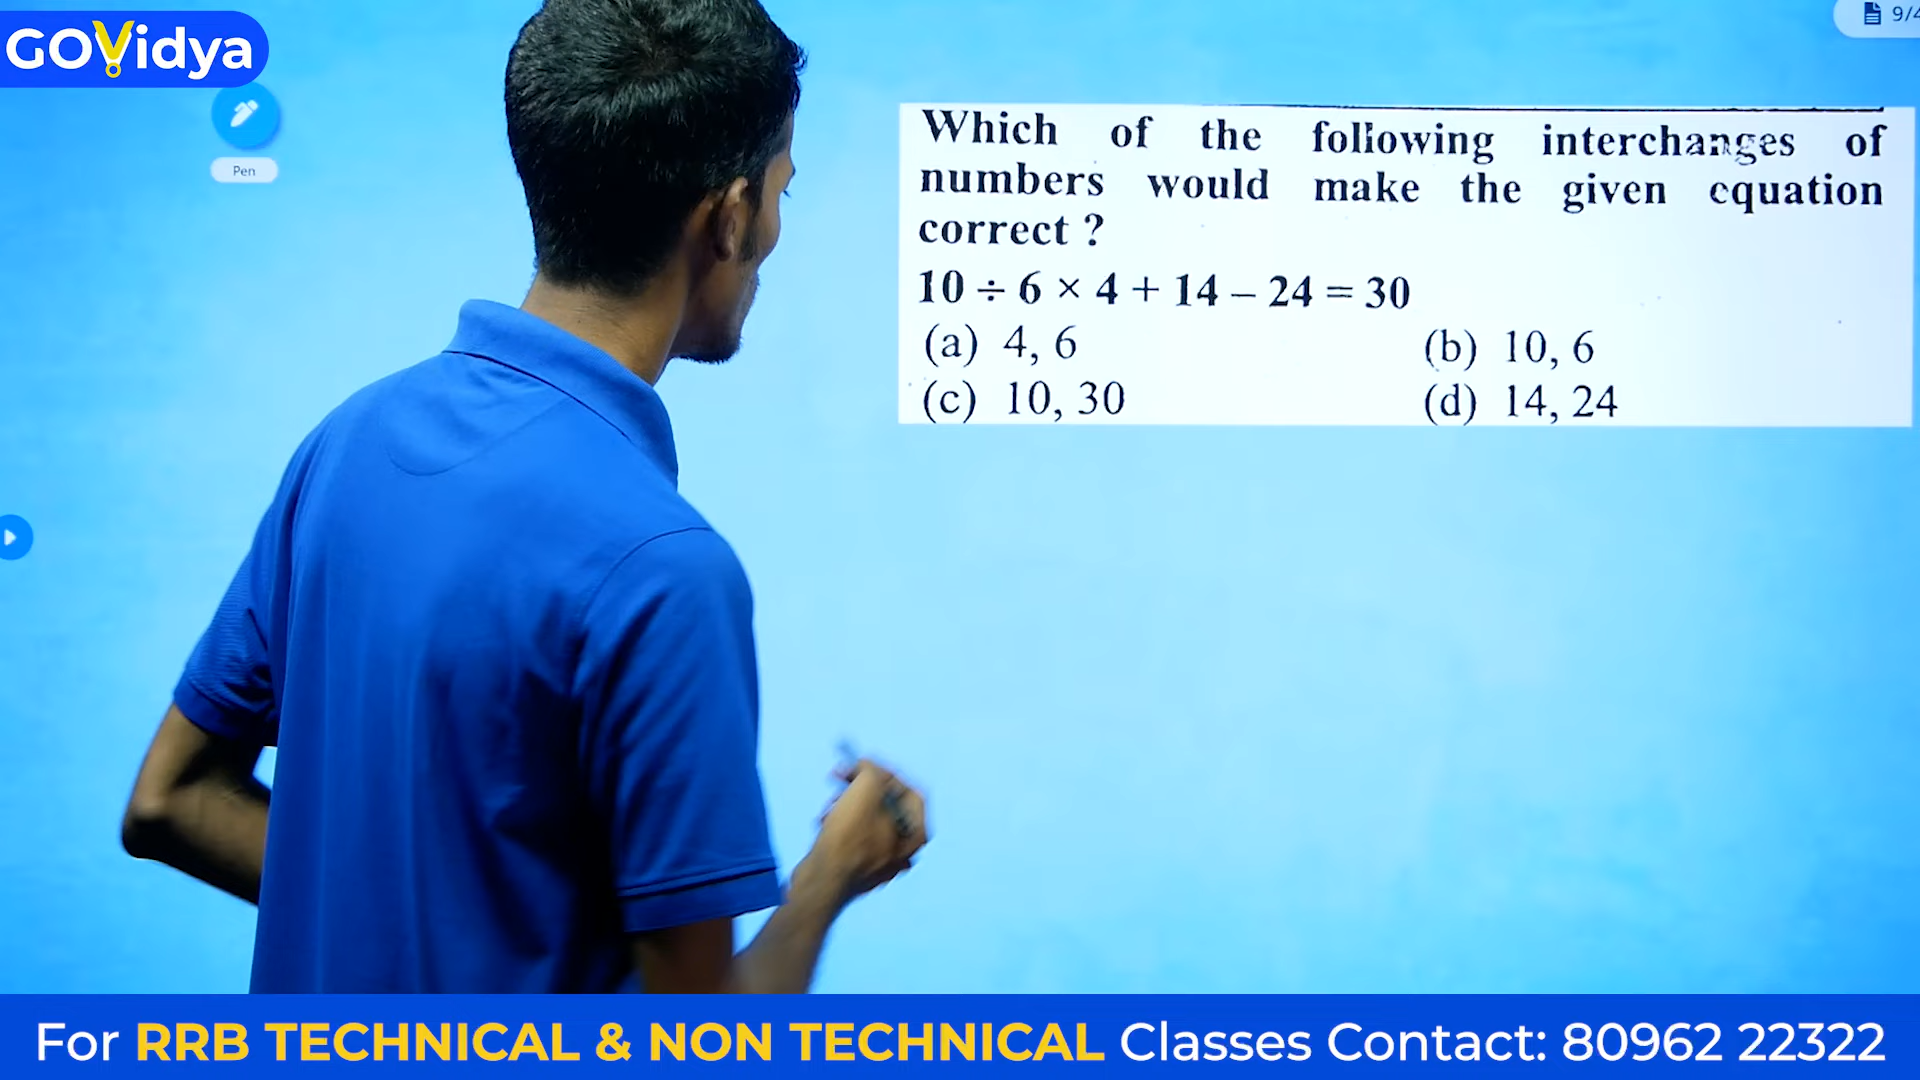 GOVidya
9/4
Pen
Which of the following interchanges of
numbers would make the given equation
correct ?
10 ÷ 6 × 4 + 14 – 24 = 30
(a) 4, 6 (b) 10, 6
(c) 10, 30 (d) 14, 24
For RRB TECHNICAL & NON TECHNICAL Classes Contact: 80962 22322